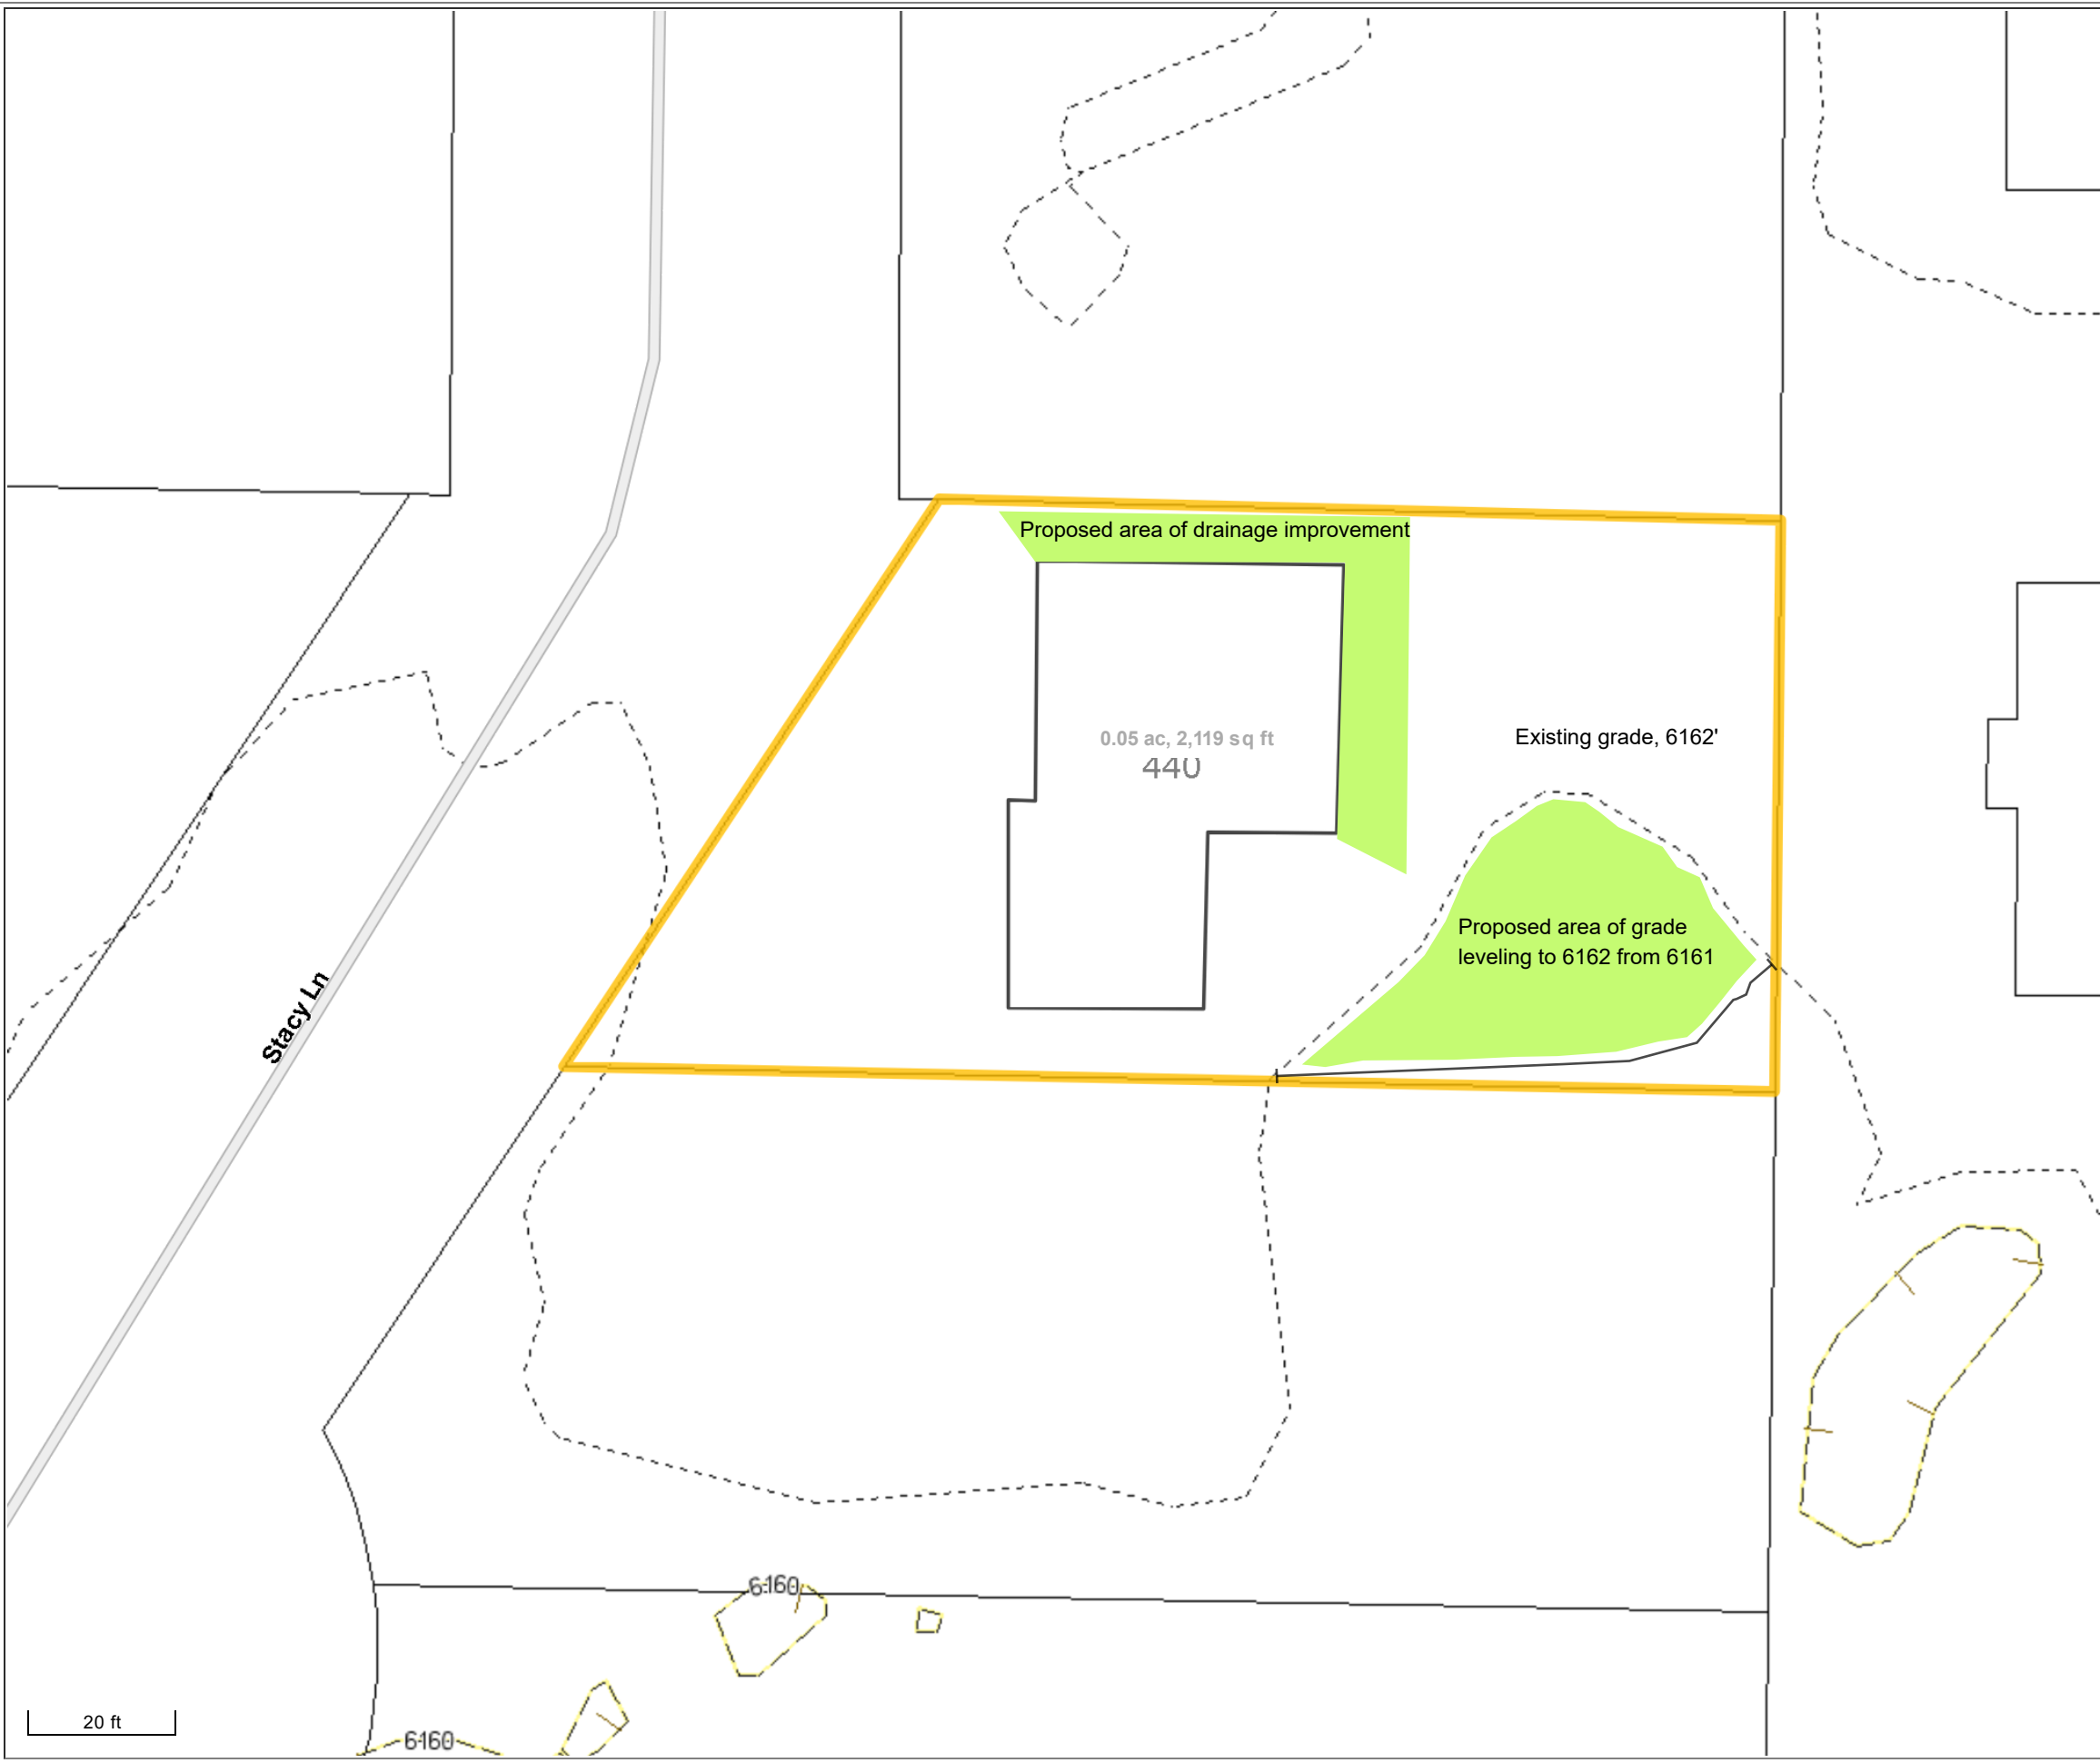 Proposed area of drainage improvement
Existing grade, 6162'
0.05 ac, 2,119 sq ft
440
Proposed area of grade
leveling to 6162 from 6161
Stacy Ln
6160
20 ft
6160